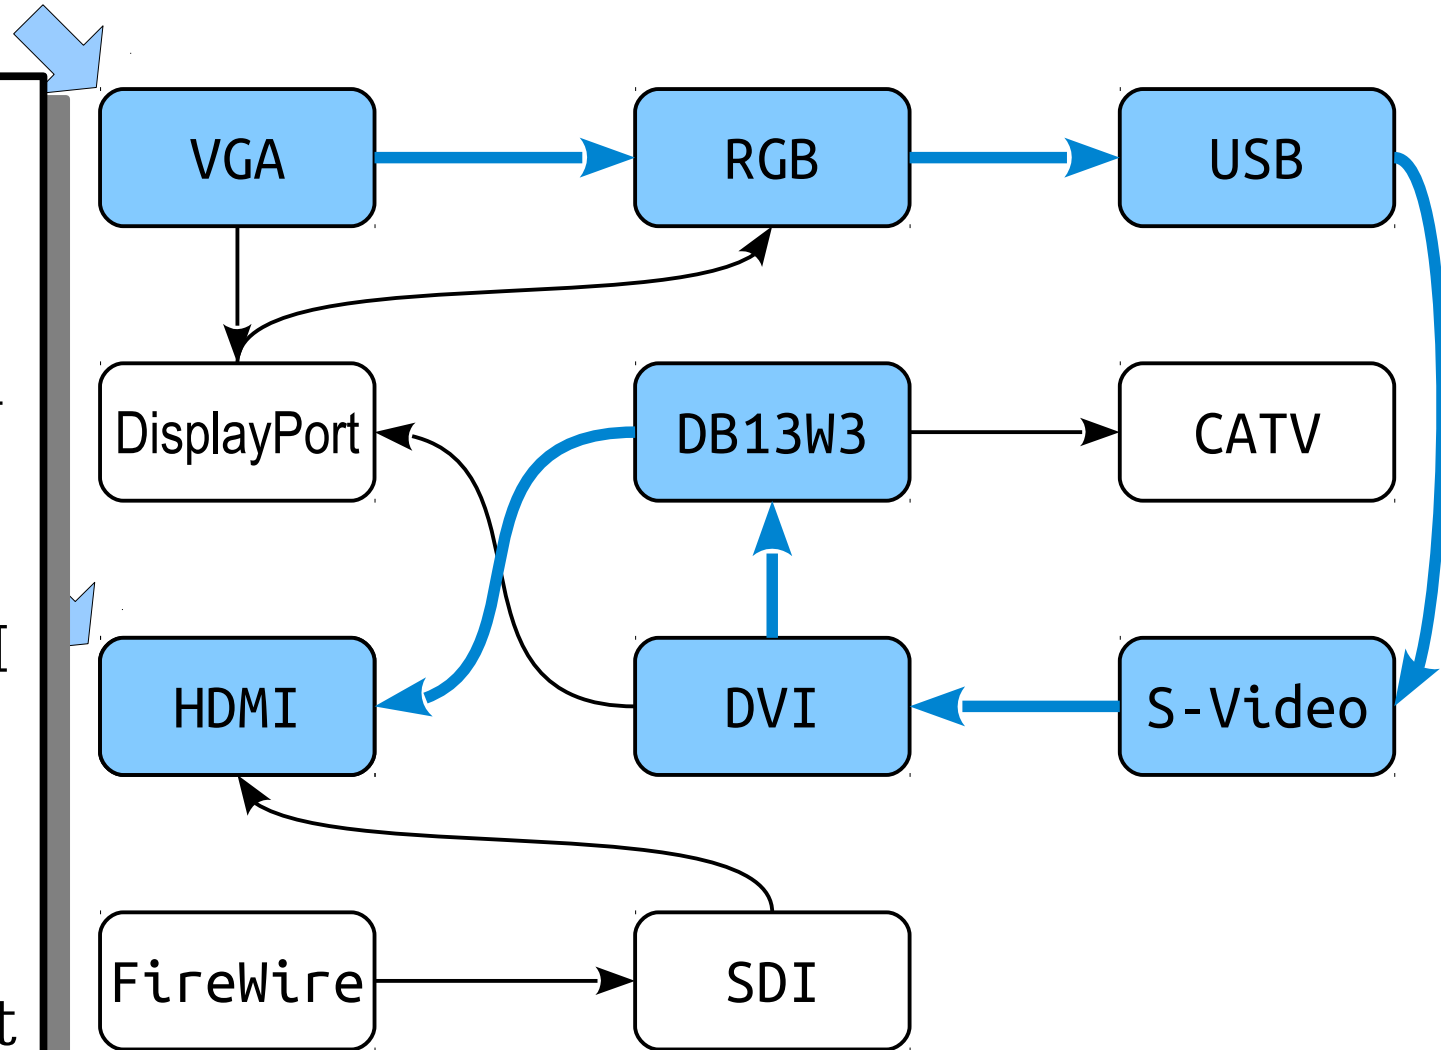 VGA RGB USB
DisplayPort DB13W3 CATV
I
HDMI DVI S-Video
FireWire SDI
t